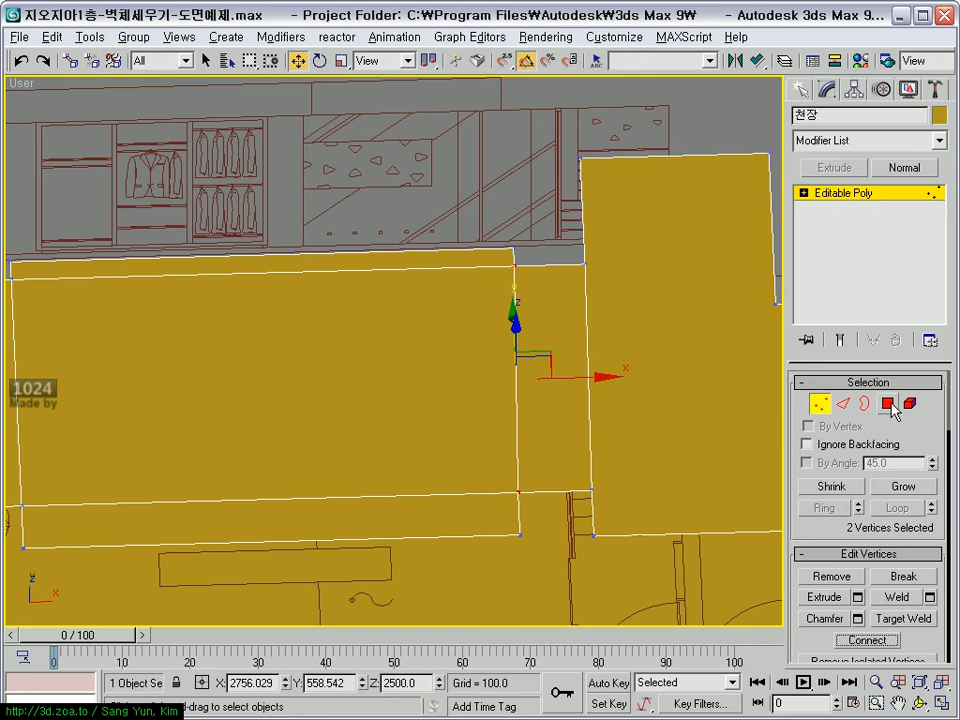 지오지아1층-벽체세우기-도면예제.max - Project Folder: C:₩Program Files₩Autodesk₩3ds Max 9₩ - Autodesk 3ds Max 9...
File Edit Tools Group Views Create Modifiers reactor Animation Graph Editors Rendering Customize MAXScript Help
All View View
User
천장
Modifier List
Extrude Normal
Editable Poly
z
x
1024
Made by
Selection
By Vertex
Ignore Backfacing
By Angle: 45.0
Shrink Grow
Ring Loop
2 Vertices Selected
Edit Vertices
Remove Break
Extrude Weld
Chamfer Target Weld
Connect
Remove Isolated Vertices
z
x
0 / 100
0 10 20 30 40 50 60 70 80 90 100
1 Object Se X: 2756.029 Y: 558.542 Z: 2500.0 Grid = 100.0 Auto Key Selected
-drag to select objects Add Time Tag Set Key Key Filters... 0
http://3d.zoa.to / Sang Yun, Kim